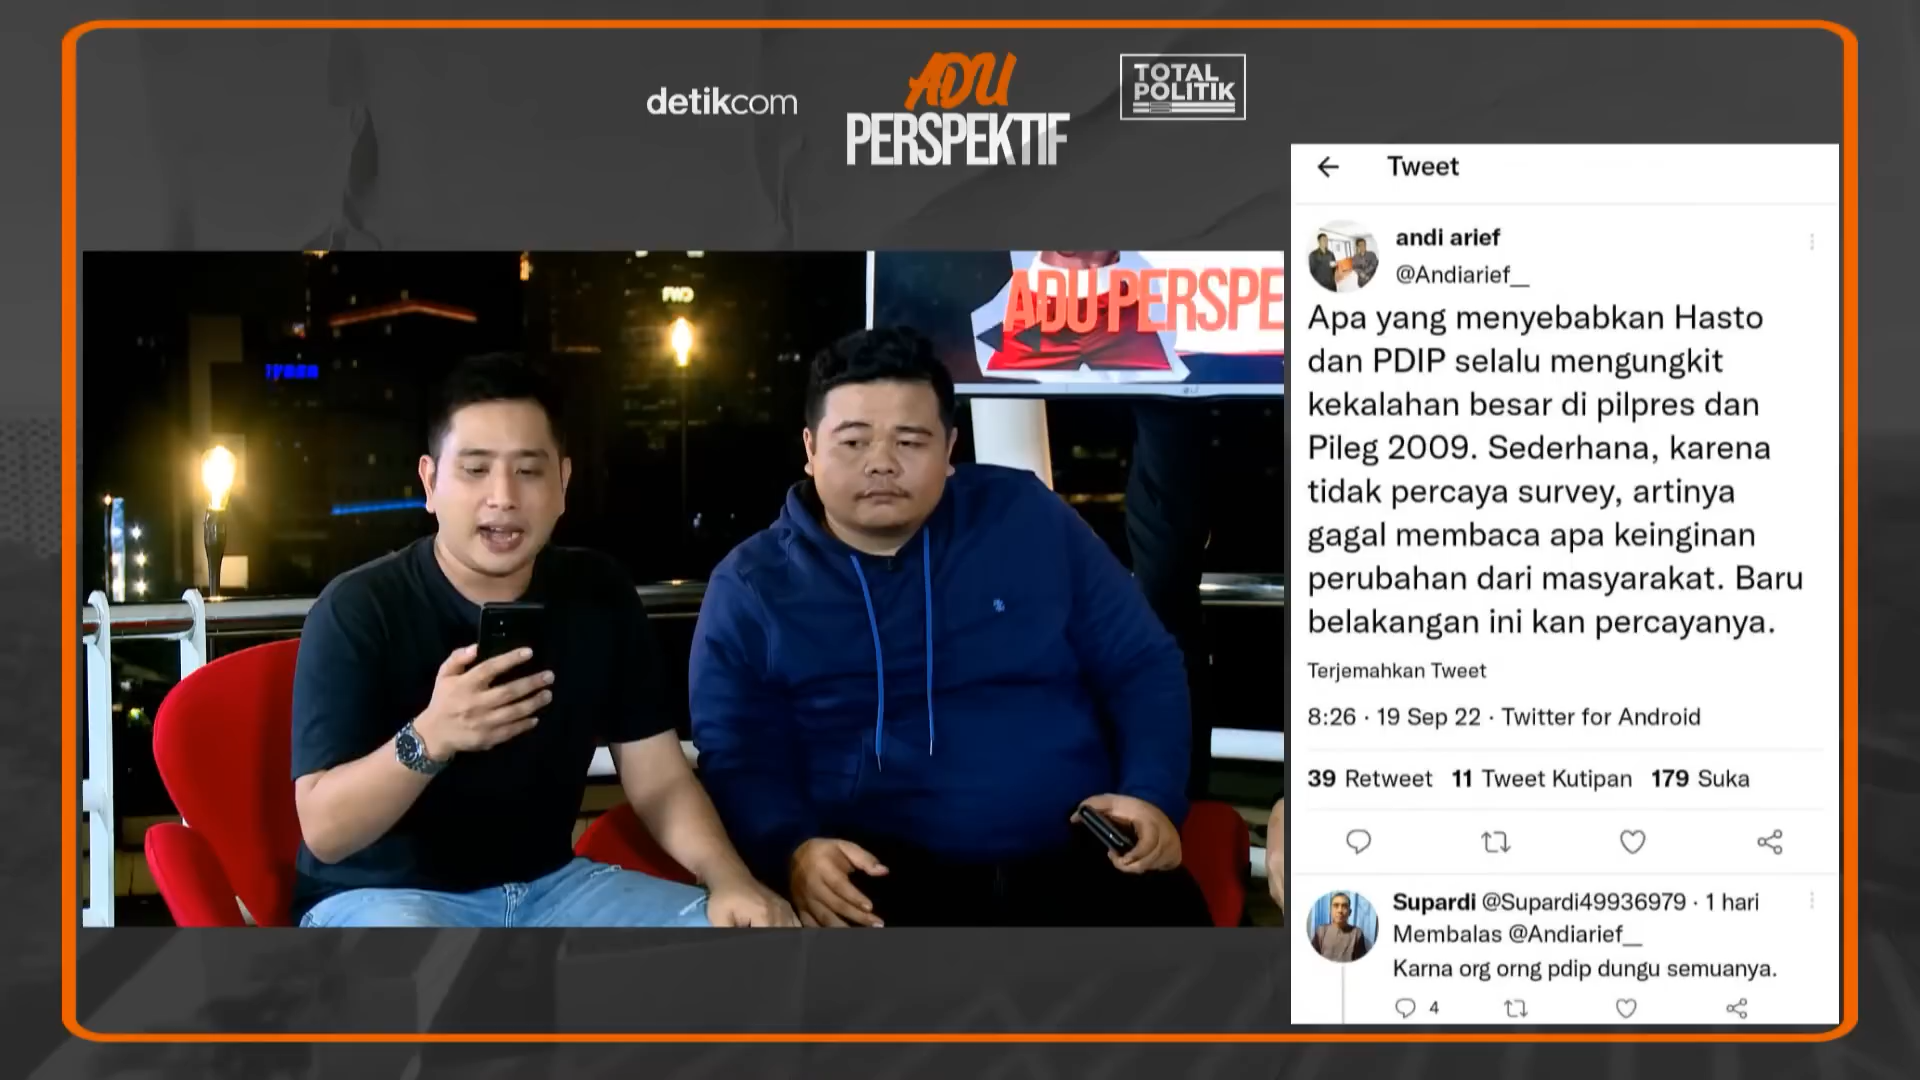 detikcom
ADU
PERSPEKTIF
TOTAL
POLITIK
FWD
ADU PERSPE
Tweet
andi arief
@Andiarief__
Apa yang menyebabkan Hasto
dan PDIP selalu mengungkit
kekalahan besar di pilpres dan
Pileg 2009. Sederhana, karena
tidak percaya survey, artinya
gagal membaca apa keinginan
perubahan dari masyarakat. Baru
belakangan ini kan percayanya.
Terjemahkan Tweet
8:26 · 19 Sep 22 · Twitter for Android
39 Retweet 11 Tweet Kutipan 179 Suka
Supardi @Supardi49936979 · 1 hari
Membalas @Andiarief__
Karna org orng pdip dungu semuanya.
4